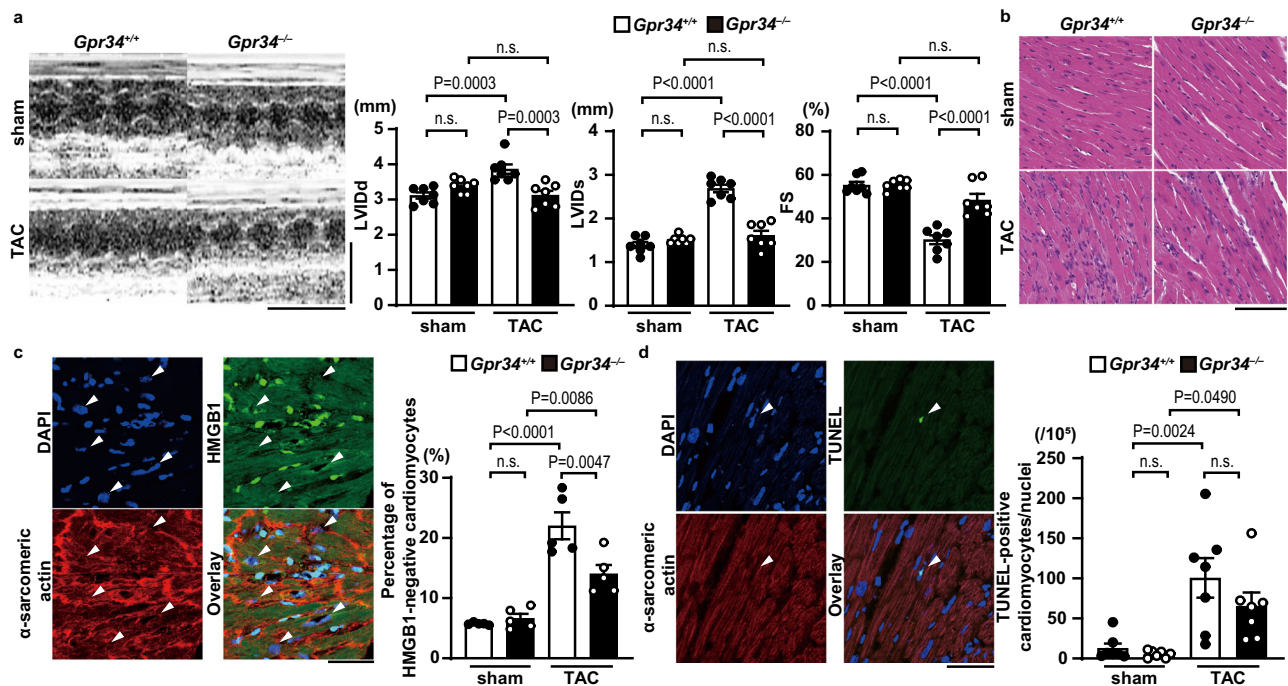 a
Gpr34+/+
Gpr34–/–
sham
TAC
Gpr34+/+ Gpr34–/–
n.s.
P=0.0003
n.s.
P=0.0003
(mm)
LVIDd
5
4
3
2
1
0
sham
TAC
n.s.
P<0.0001
n.s.
P<0.0001
(mm)
LVIDs
4
3
2
1
0
sham
TAC
n.s.
P<0.0001
n.s.
P<0.0001
(%)
FS
80
60
40
20
0
sham
TAC
b
Gpr34+/+
Gpr34–/–
sham
TAC
c
DAPI
HMGB1
α-sarcomeric
actin
Overlay
Gpr34+/+ Gpr34–/–
P=0.0086
P<0.0001
n.s.
P=0.0047
(%)
Percentage of
HMGB1-negative cardiomyocytes
30
20
10
0
sham
TAC
d
DAPI
TUNEL
α-sarcomeric
actin
Overlay
Gpr34+/+ Gpr34–/–
P=0.0490
P=0.0024
n.s.
n.s.
(/10⁵)
TUNEL-positive
cardiomyocytes/nuclei
250
200
150
100
50
0
sham
TAC